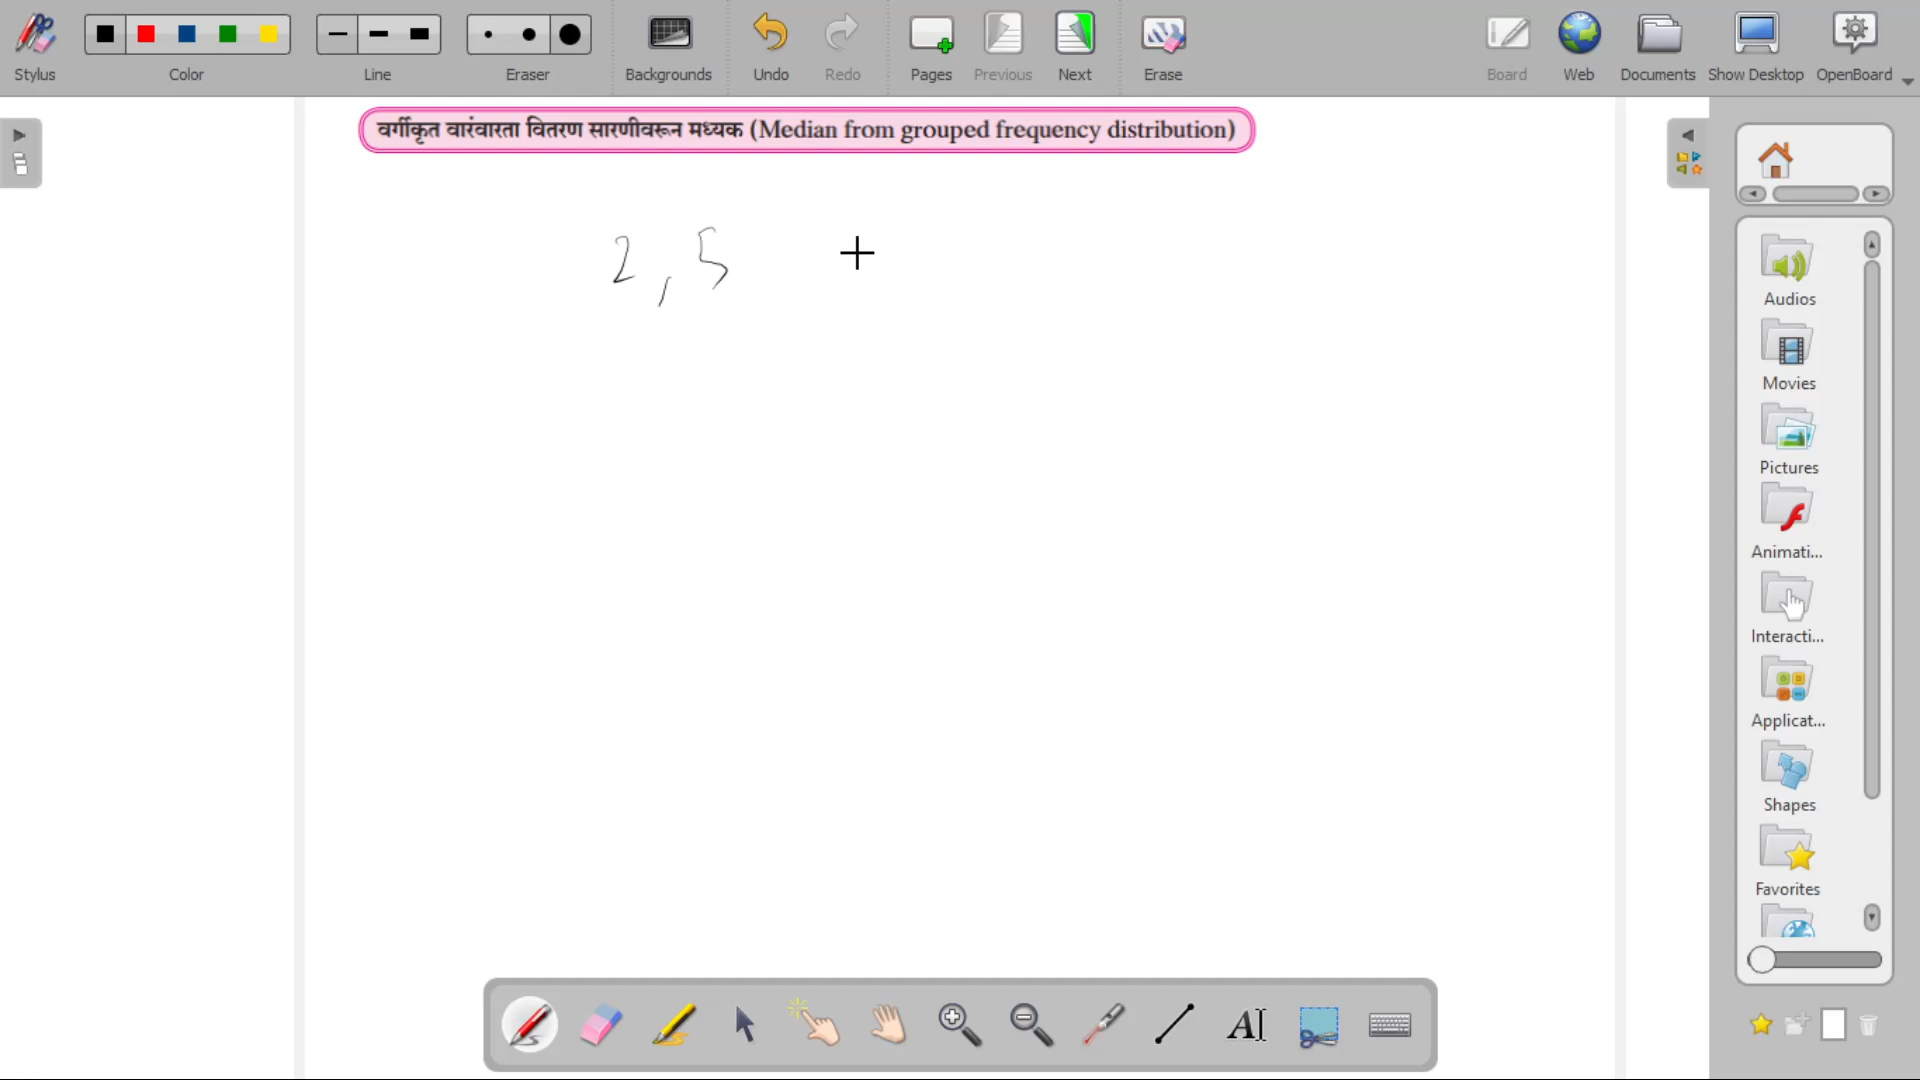 Stylus Color Line Eraser Backgrounds Undo Redo Pages Previous Next Erase Board Web Documents Show Desktop OpenBoard
वर्गीकृत वारंवारता वितरण सारणीवरून मध्यक (Median from grouped frequency distribution)
2 , 5
Audios
Movies
Pictures
Animati...
Interacti...
Applicat...
Shapes
Favorites